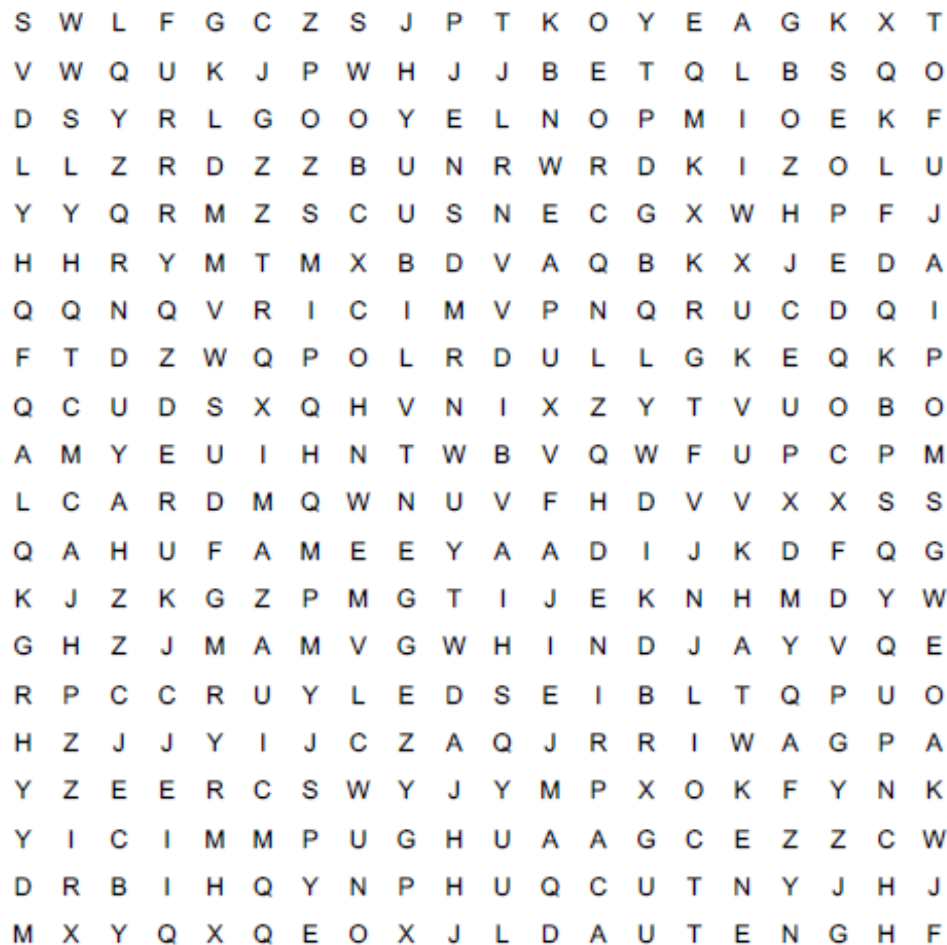 S W L F G C Z S J P T K O Y E A G K X T
V W Q U K J P W H J J B E T Q L B S Q O
D S Y R L G O O Y E L N O P M I O E K F
L L Z R D Z Z B U N R W R D K I Z O L U
Y Y Q R M Z S C U S N E C G X W H P F J
H H R Y M T M X B D V A Q B K X J E D A
Q Q N Q V R I C I M V P N Q R U C D Q I
F T D Z W Q P O L R D U L L G K E Q K P
Q C U D S X Q H V N I X Z Y T V U O B O
A M Y E U I H N T W B V Q W F U P C P M
L C A R D M Q W N U V F H D V V X X S S
Q A H U F A M E E Y A A D I J K D F Q G
K J Z K G Z P M G T I J E K N H M D Y W
G H Z J M A M V G W H I N D J A Y V Q E
R P C C R U Y L E D S E I B L T Q P U O
H Z J J Y I J C Z A Q J R R I W A G P A
Y Z E E R C S W Y J Y M P X O K F Y N K
Y I C I M M P U G H U A A G C E Z Z C W
D R B I H Q Y N P H U Q C U T N Y J H J
M X Y Q X Q E O X J L D A U T E N G H F